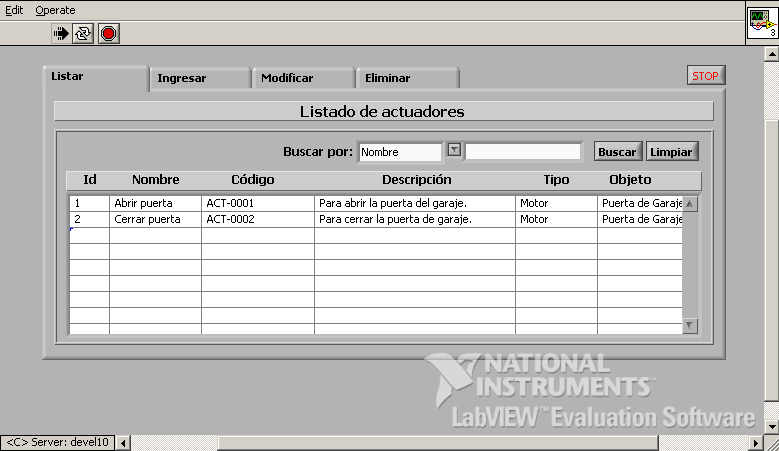 Edit Operate
3
Listar Ingresar Modificar Eliminar STOP
Listado de actuadores
Buscar por: Nombre Buscar Limpiar
Id Nombre Código Descripción Tipo Objeto
1 Abrir puerta ACT-0001 Para abrir la puerta del garaje. Motor Puerta de Garaje
2 Cerrar puerta ACT-0002 Para cerrar la puerta de garaje. Motor Puerta de Garaje
NATIONAL
INSTRUMENTS™
LabVIEW™ Evaluation Software
<C> Server: devel10